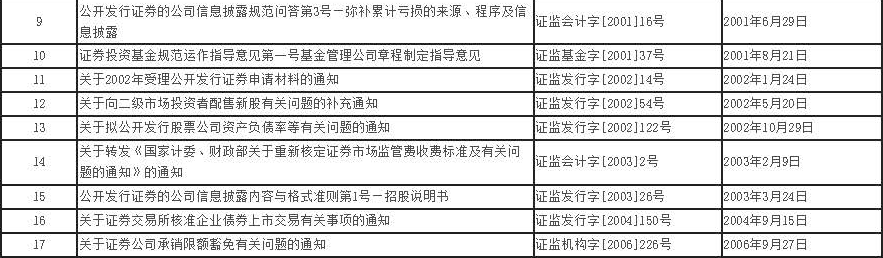 9 公开发行证券的公司信息披露规范问答第3号－弥补累计亏损的来源、程序及信息披露 证监会计字[2001]16号 2001年6月29日
10 证券投资基金规范运作指导意见第一号基金管理公司章程制定指导意见 证监基金字[2001]37号 2001年8月21日
11 关于2002年受理公开发行证券申请材料的通知 证监发行字[2002]14号 2002年1月24日
12 关于向二级市场投资者配售新股有关问题的补充通知 证监发行字[2002]54号 2002年5月20日
13 关于拟公开发行股票公司资产负债率等有关问题的通知 证监发行字[2002]122号 2002年10月29日
14 关于转发《国家计委、财政部关于重新核定证券市场监管费收费标准及有关问题的通知》的通知 证监会计字[2003]2号 2003年2月9日
15 公开发行证券的公司信息披露内容与格式准则第1号－招股说明书 证监发行字[2003]26号 2003年3月24日
16 关于证券交易所核准企业债券上市交易有关事项的通知 证监发行字[2004]150号 2004年9月15日
17 关于证券公司承销限额豁免有关问题的通知 证监机构字[2006]226号 2006年9月27日